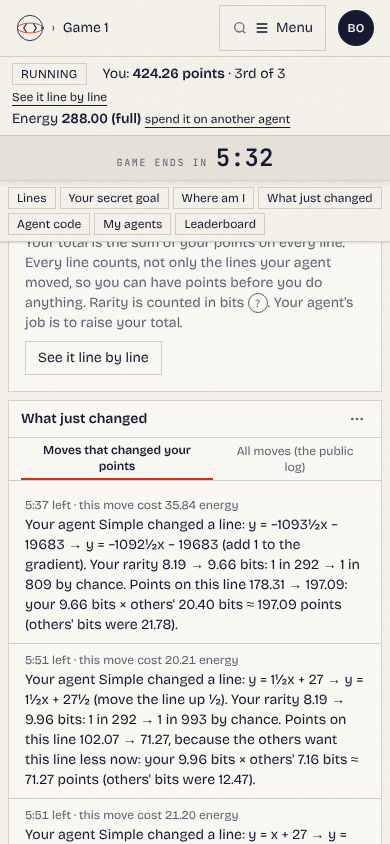 › Game 1
Menu
BO
RUNNING You: 424.26 points · 3rd of 3
See it line by line
Energy 288.00 (full) spend it on another agent
GAME ENDS IN 5:32
Lines Your secret goal Where am I What just changed
Agent code My agents Leaderboard
Your total is the sum of your points on every line.
Every line counts, not only the lines your agent
moved, so you can have points before you do
anything. Rarity is counted in bits ?. Your agent's
job is to raise your total.
See it line by line
What just changed
Moves that changed your
points
All moves (the public
log)
5:37 left · this move cost 35.84 energy
Your agent Simple changed a line: y = −1093½x −
19683 → y = −1092½x − 19683 (add 1 to the
gradient). Your rarity 8.19 → 9.66 bits: 1 in 292 → 1 in
809 by chance. Points on this line 178.31 → 197.09:
your 9.66 bits × others' 20.40 bits ≈ 197.09 points
(others' bits were 21.78).
5:51 left · this move cost 20.21 energy
Your agent Simple changed a line: y = 1½x + 27 → y =
1½x + 27½ (move the line up ½). Your rarity 8.19 →
9.96 bits: 1 in 292 → 1 in 993 by chance. Points on
this line 102.07 → 71.27, because the others want
this line less now: your 9.96 bits × others' 7.16 bits ≈
71.27 points (others' bits were 12.47).
5:51 left · this move cost 21.20 energy
Your agent Simple changed a line: y = x + 27 → y =